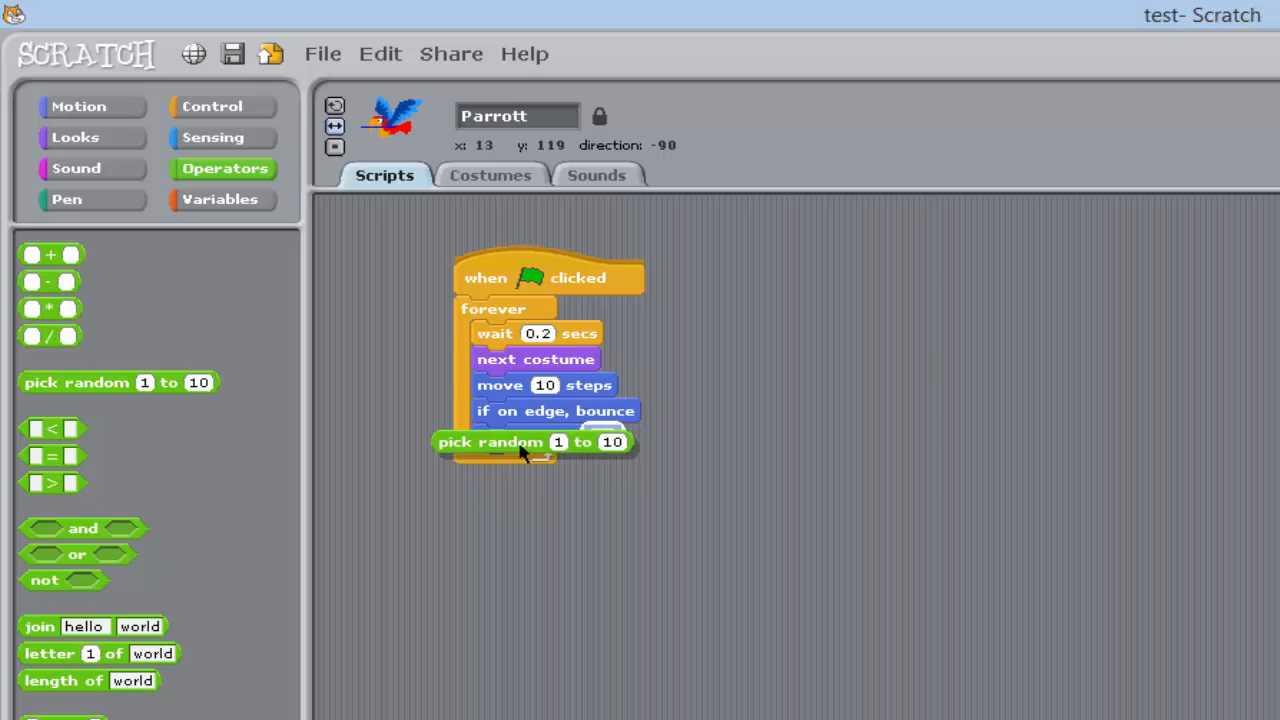 test- Scratch
SCRATCH File Edit Share Help
Motion Control
Looks Sensing
Sound Operators
Pen Variables
Parrott
x: 13 y: 119 direction: -90
Scripts Costumes Sounds
+
-
*
/
pick random 1 to 10
<
=
>
and
or
not
join hello world
letter 1 of world
length of world
when clicked
forever
wait 0.2 secs
next costume
move 10 steps
if on edge, bounce
pick random 1 to 10